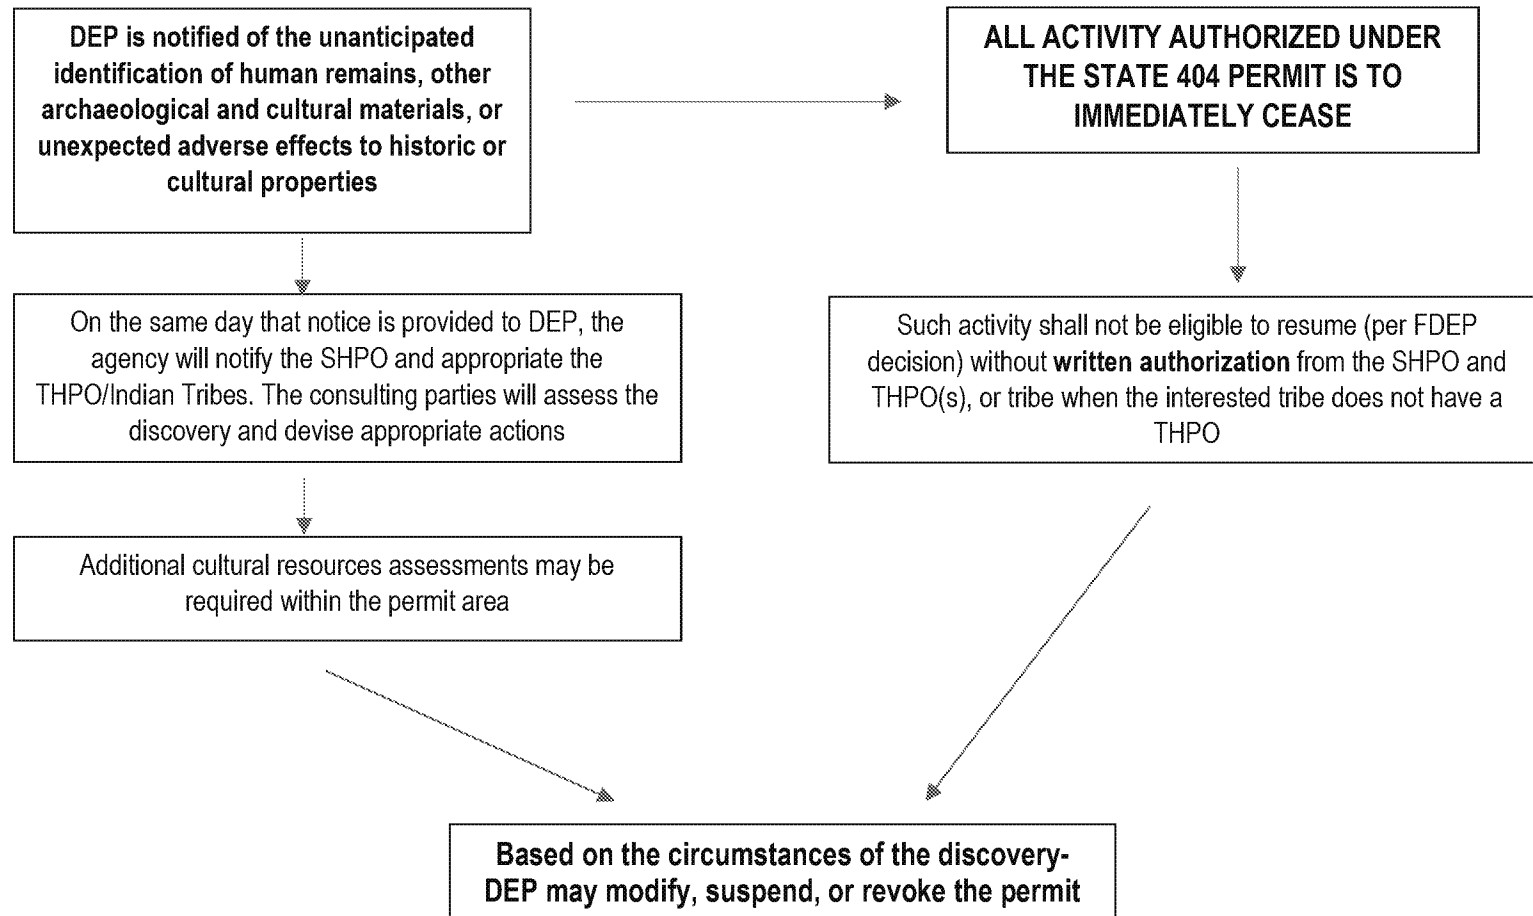 DEP is notified of the unanticipated
identification of human remains, other
archaeological and cultural materials, or
unexpected adverse effects to historic or
cultural properties
ALL ACTIVITY AUTHORIZED UNDER
THE STATE 404 PERMIT IS TO
IMMEDIATELY CEASE
On the same day that notice is provided to DEP, the
agency will notify the SHPO and appropriate the
THPO/Indian Tribes. The consulting parties will assess the
discovery and devise appropriate actions
Such activity shall not be eligible to resume (per FDEP
decision) without written authorization from the SHPO and
THPO(s), or tribe when the interested tribe does not have a
THPO
Additional cultural resources assessments may be
required within the permit area
Based on the circumstances of the discovery-
DEP may modify, suspend, or revoke the permit